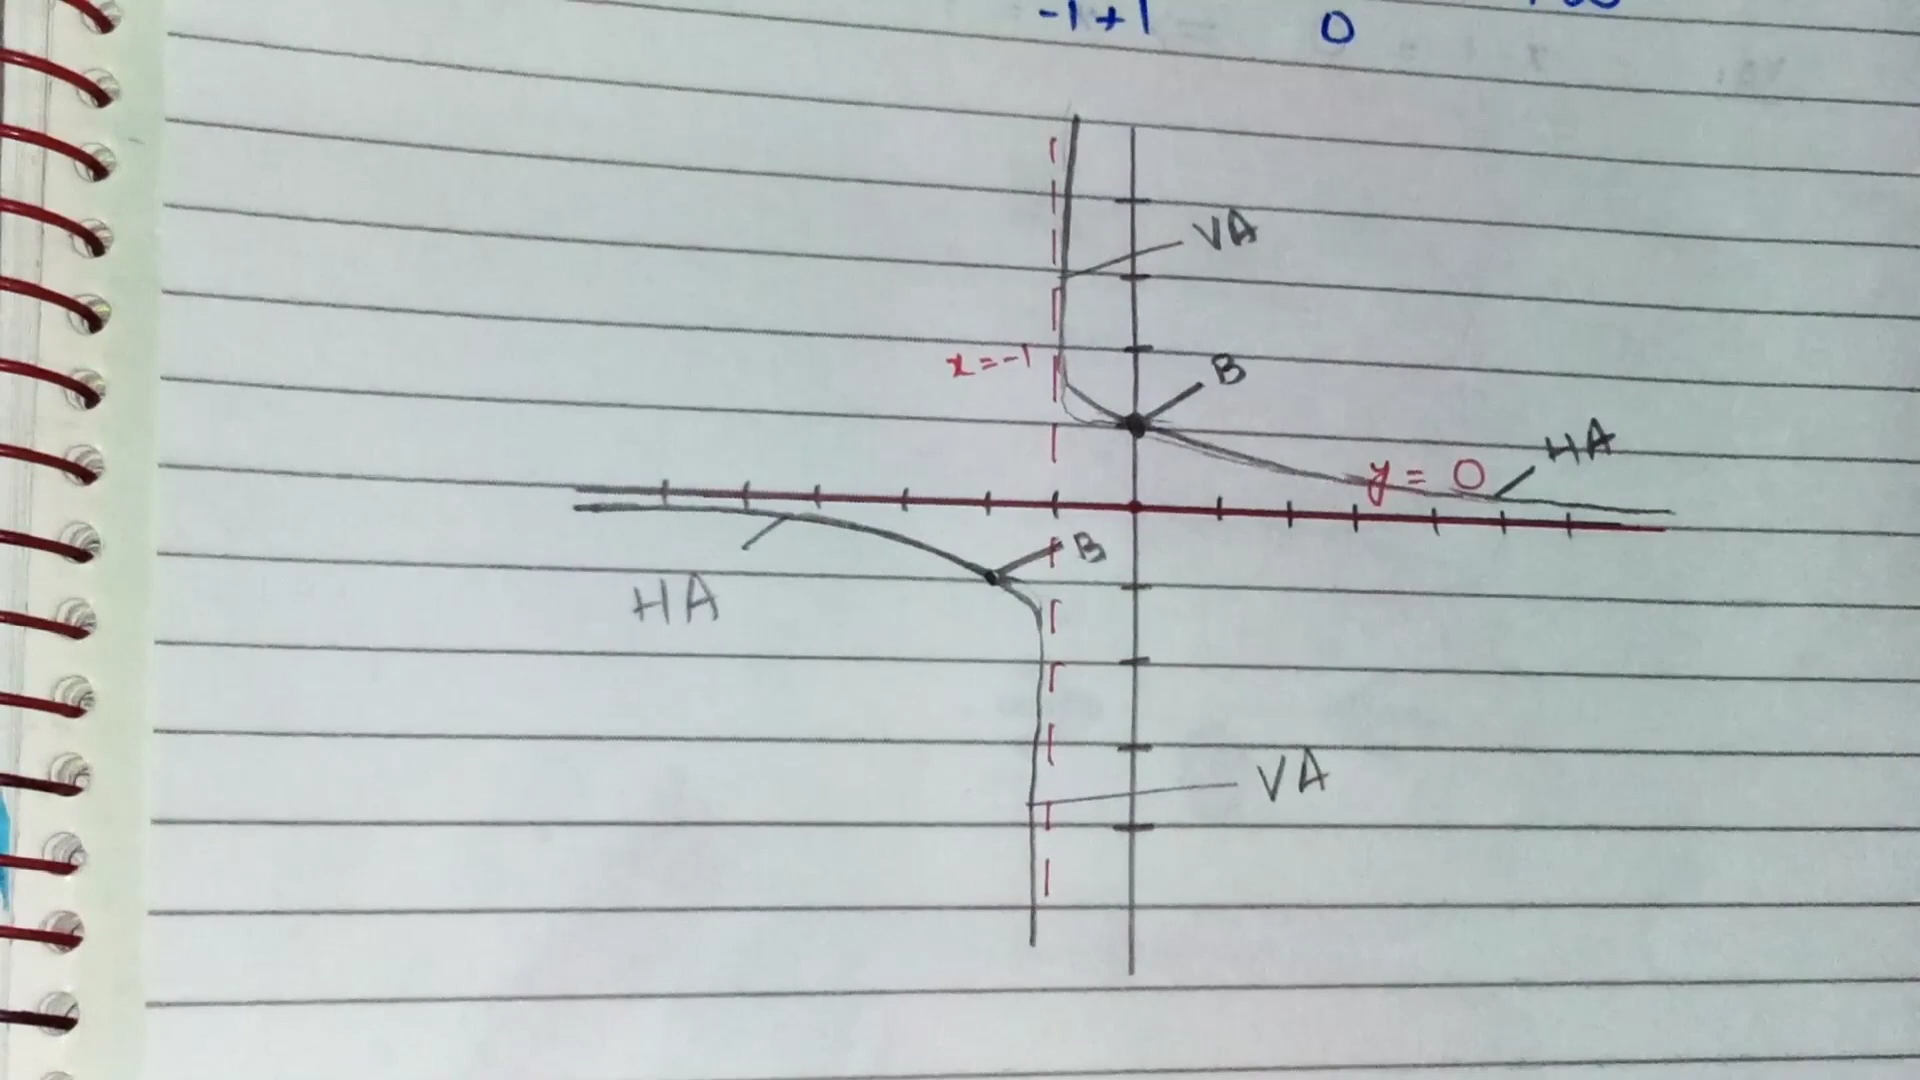 -1+1 0
VA
x=-1
B
HA
y = 0
B
HA
VA